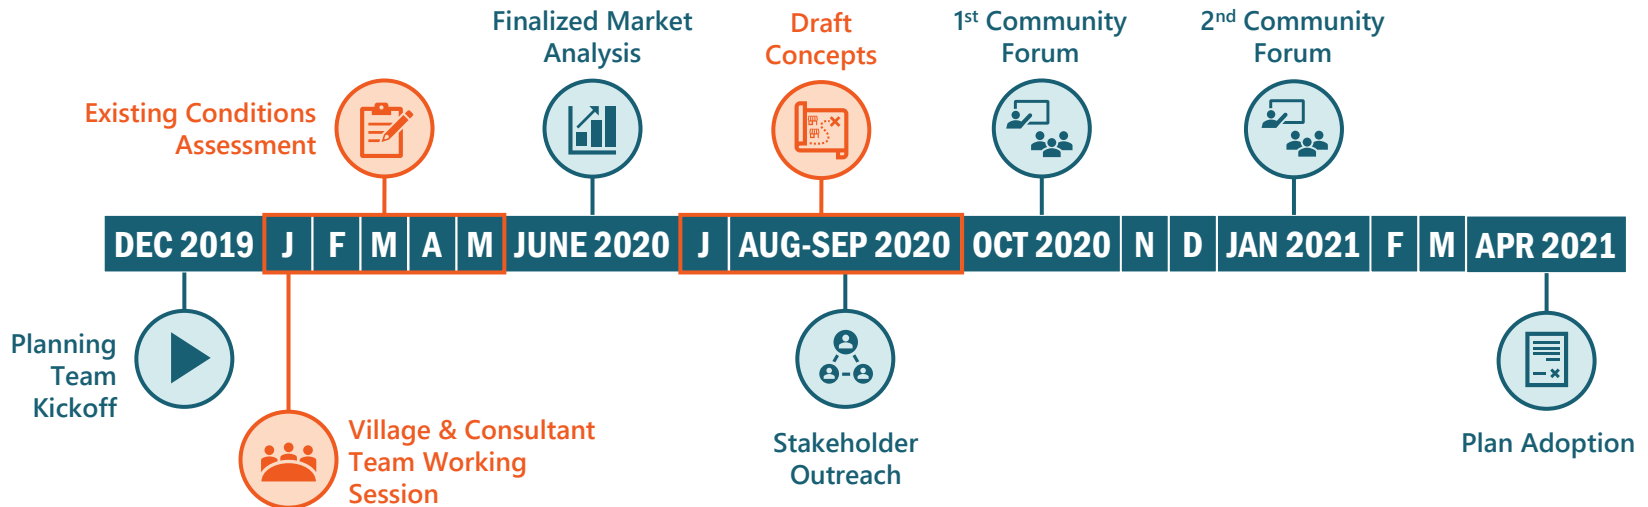 Finalized Market
Analysis
Draft
Concepts
1st Community
Forum
2nd Community
Forum
Existing Conditions
Assessment
DEC 2019 J F M A M JUNE 2020 J AUG-SEP 2020 OCT 2020 N D JAN 2021 F M APR 2021
Planning
Team
Kickoff
Village & Consultant
Team Working
Session
Stakeholder
Outreach
Plan Adoption